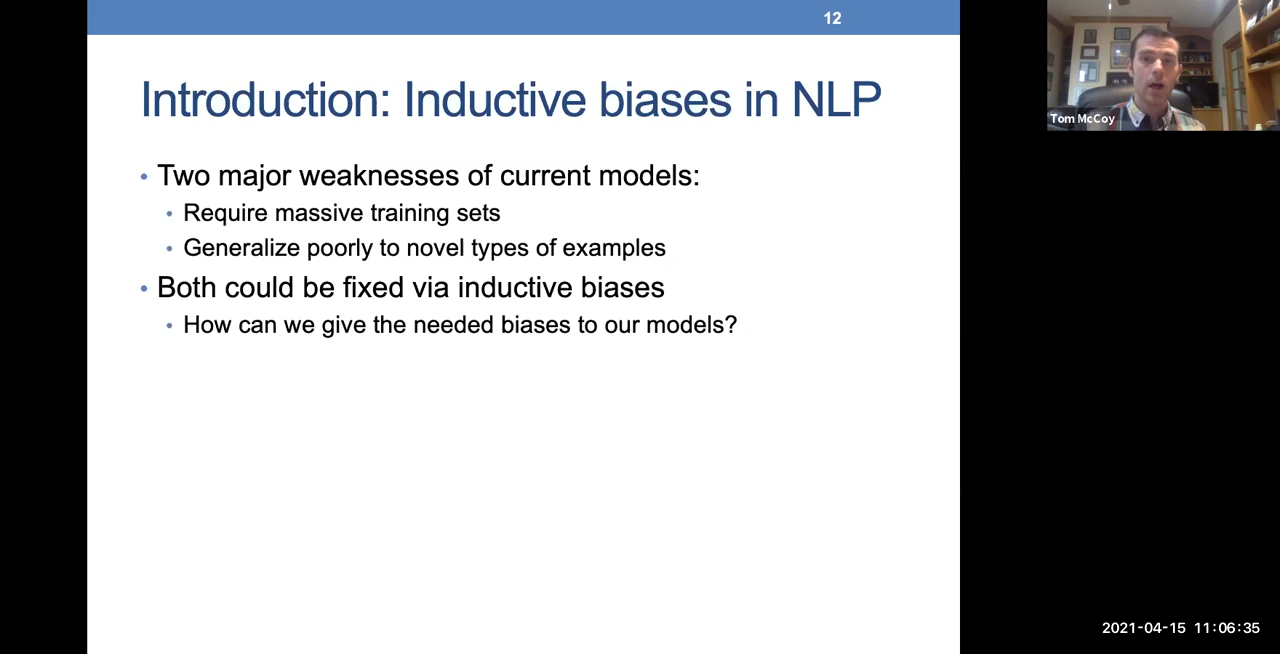 12
Introduction: Inductive biases in NLP
• Two major weaknesses of current models:
• Require massive training sets
• Generalize poorly to novel types of examples
• Both could be fixed via inductive biases
• How can we give the needed biases to our models?
Tom McCoy
2021-04-15 11:06:35